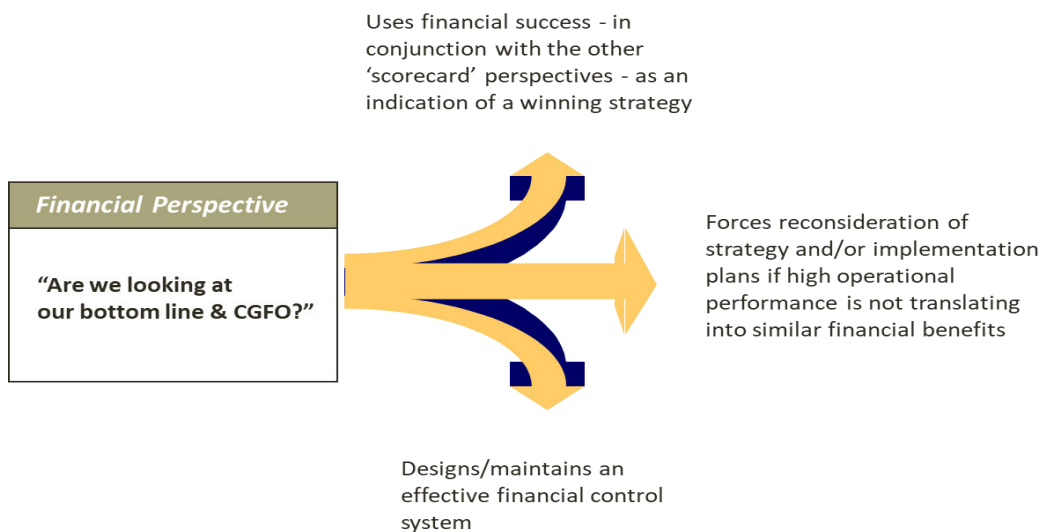 Uses financial success - in
conjunction with the other
‘scorecard’ perspectives - as an
indication of a winning strategy
Financial Perspective
“Are we looking at
our bottom line & CGFO?”
Forces reconsideration of
strategy and/or implementation
plans if high operational
performance is not translating
into similar financial benefits
Designs/maintains an
effective financial control
system